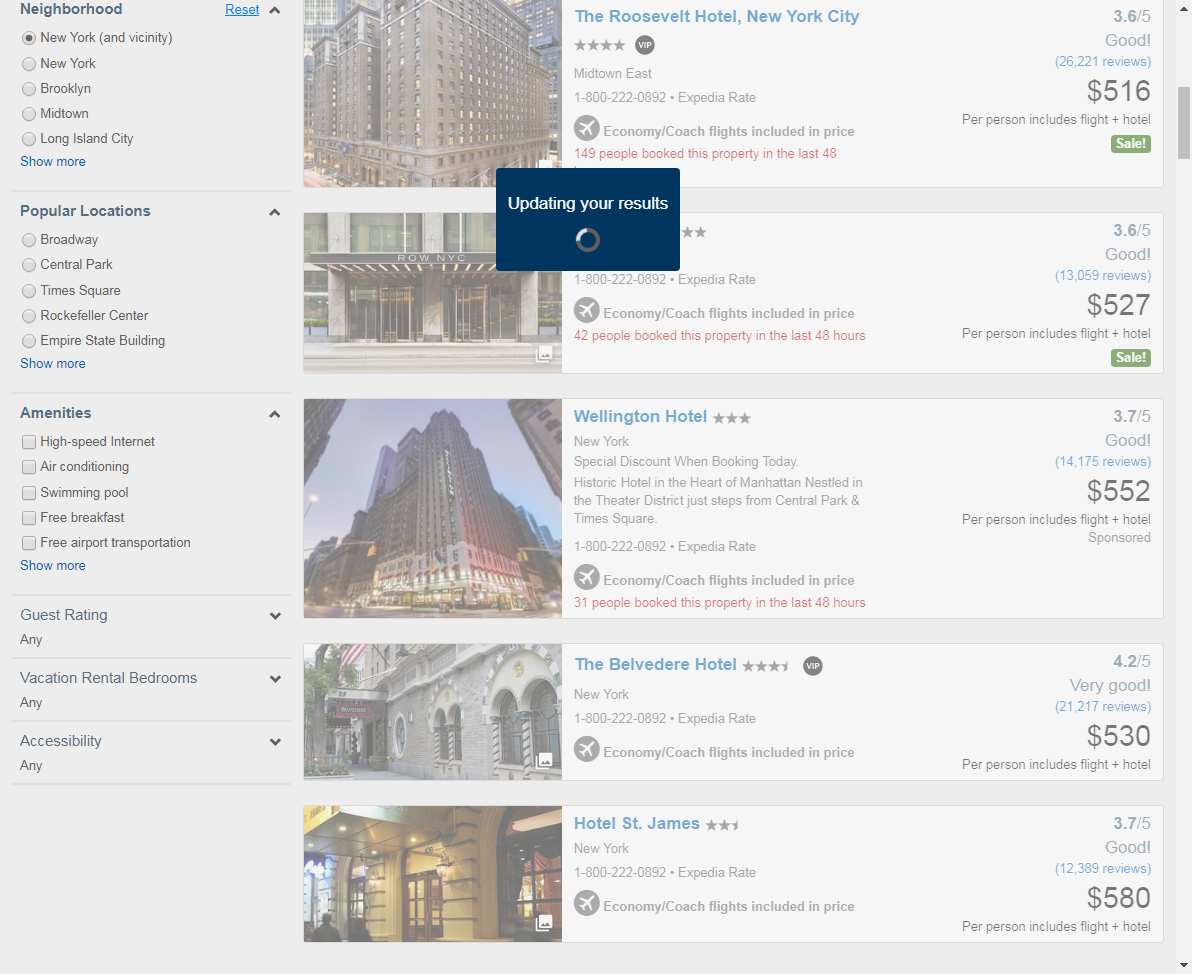 Neighborhood
Reset
New York (and vicinity)
New York
Brooklyn
Midtown
Long Island City
Show more
Popular Locations
Broadway
Central Park
Times Square
Rockefeller Center
Empire State Building
Show more
Amenities
High-speed Internet
Air conditioning
Swimming pool
Free breakfast
Free airport transportation
Show more
Guest Rating
Any
Vacation Rental Bedrooms
Any
Accessibility
Any
The Roosevelt Hotel, New York City
VIP
Midtown East
1-800-222-0892 • Expedia Rate
Economy/Coach flights included in price
149 people booked this property in the last 48
3.6/5
Good!
(26,221 reviews)
$516
Per person includes flight + hotel
Sale!
Updating your results
ROW NYC
1-800-222-0892 • Expedia Rate
Economy/Coach flights included in price
42 people booked this property in the last 48 hours
3.6/5
Good!
(13,059 reviews)
$527
Per person includes flight + hotel
Sale!
Wellington Hotel
New York
Special Discount When Booking Today.
Historic Hotel in the Heart of Manhattan Nestled in
the Theater District just steps from Central Park &
Times Square.
1-800-222-0892 • Expedia Rate
Economy/Coach flights included in price
31 people booked this property in the last 48 hours
3.7/5
Good!
(14,175 reviews)
$552
Per person includes flight + hotel
Sponsored
The Belvedere Hotel
VIP
New York
1-800-222-0892 • Expedia Rate
Economy/Coach flights included in price
4.2/5
Very good!
(21,217 reviews)
$530
Per person includes flight + hotel
BELVEDERE
Hotel St. James
New York
1-800-222-0892 • Expedia Rate
Economy/Coach flights included in price
3.7/5
Good!
(12,389 reviews)
$580
Per person includes flight + hotel